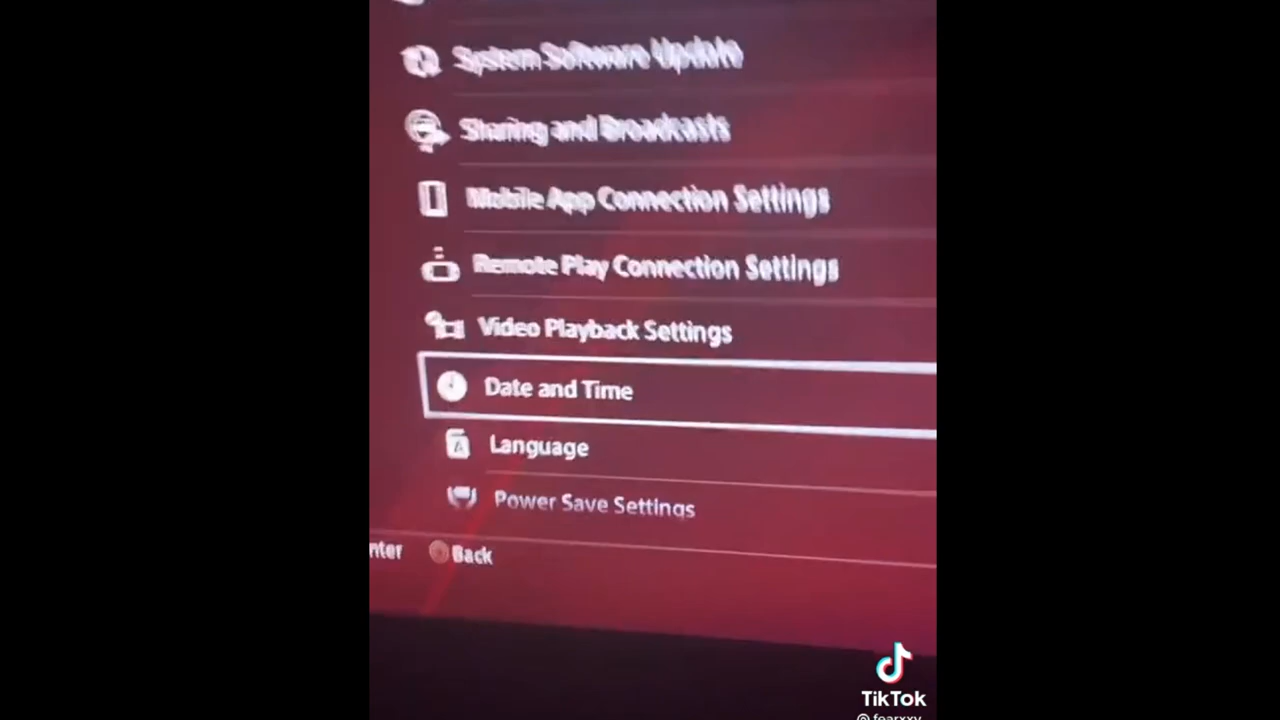 System Software Update
Sharing and Broadcasts
Mobile App Connection Settings
Remote Play Connection Settings
Video Playback Settings
Date and Time
Language
Power Save Settings
nter
Back
TikTok